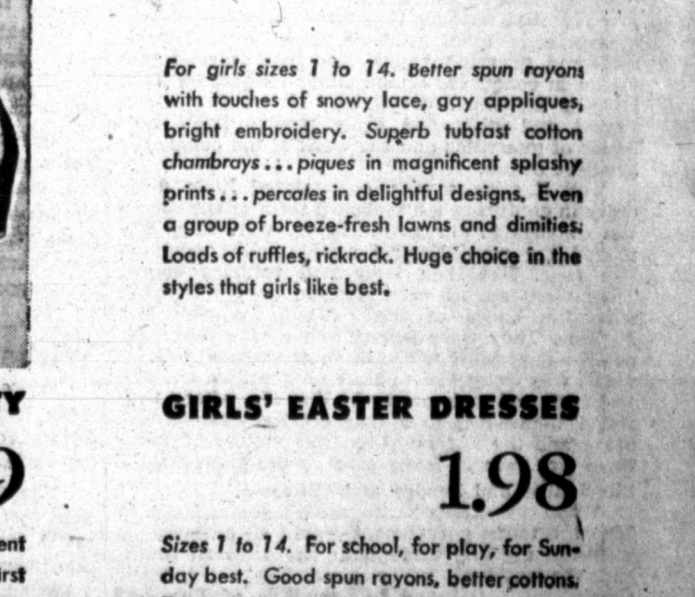 For girls sizes 1 to 14. Better spun rayons
with touches of snowy lace, gay appliques,
bright embroidery. Superb tubfast cotton
chambrays...piques in magnificent splashy
prints...percales in delightful designs. Even
a group of breeze-fresh lawns and dimities.
Loads of ruffles, rickrack. Huge choice in the
styles that girls like best.
GIRLS' EASTER DRESSES
1.98
Sizes 1 to 14. For school, for play, for Sun-
day best. Good spun rayons, better cottons.